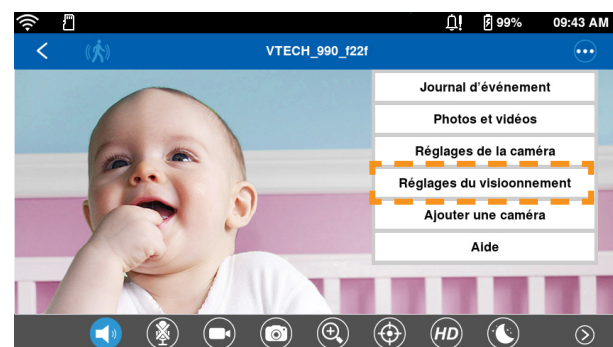 99% 09:43 AM
VTECH_990_f22f
Journal d'événement
Photos et vidéos
Réglages de la caméra
Réglages du visioonnement
Ajouter une caméra
Aide
HD